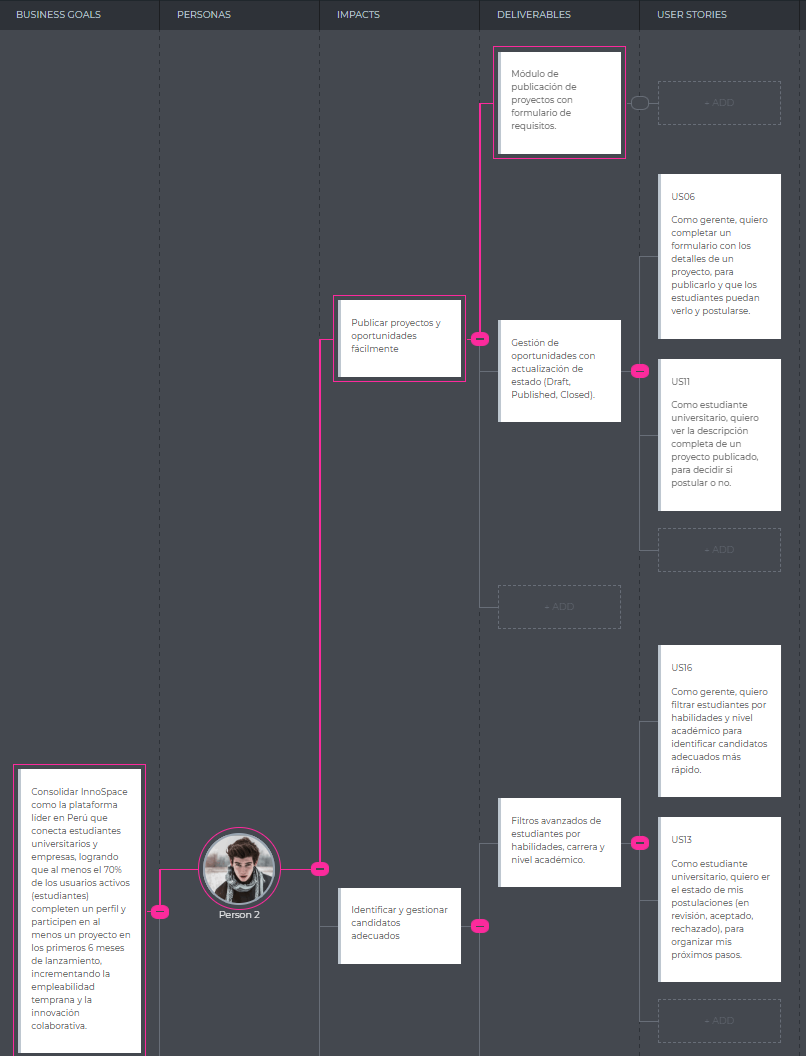 BUSINESS GOALS
PERSONAS
IMPACTS
DELIVERABLES
USER STORIES
Módulo de
publicación de
proyectos con
formulario de
requisitos.
+ ADD
US06
Como gerente, quiero
completar un
formulario con los
detalles de un
proyecto, para
publicarlo y que los
estudiantes puedan
verlo y postularse.
Publicar proyectos y
oportunidades
fácilmente
Gestión de
oportunidades con
actualización de
estado (Draft,
Published, Closed).
US11
Como estudiante
universitario, quiero
ver la descripción
completa de un
proyecto publicado,
para decidir si
postular o no.
+ ADD
+ ADD
US16
Como gerente, quiero
filtrar estudiantes por
habilidades y nivel
académico para
identificar candidatos
adecuados más
rápido.
Consolidar InnoSpace
como la plataforma
líder en Perú que
conecta estudiantes
universitarios y
empresas, logrando
que al menos el 70%
de los usuarios activos
(estudiantes)
completen un perfil y
participen en al
menos un proyecto en
los primeros 6 meses
de lanzamiento,
incrementando la
empleabilidad
temprana y la
innovación
colaborativa.
Person 2
Identificar y gestionar
candidatos
adecuados
Filtros avanzados de
estudiantes por
habilidades, carrera y
nivel académico.
US13
Como estudiante
universitario, quiero er
el estado de mis
postulaciones (en
revisión, aceptado,
rechazado), para
organizar mis
próximos pasos.
+ ADD